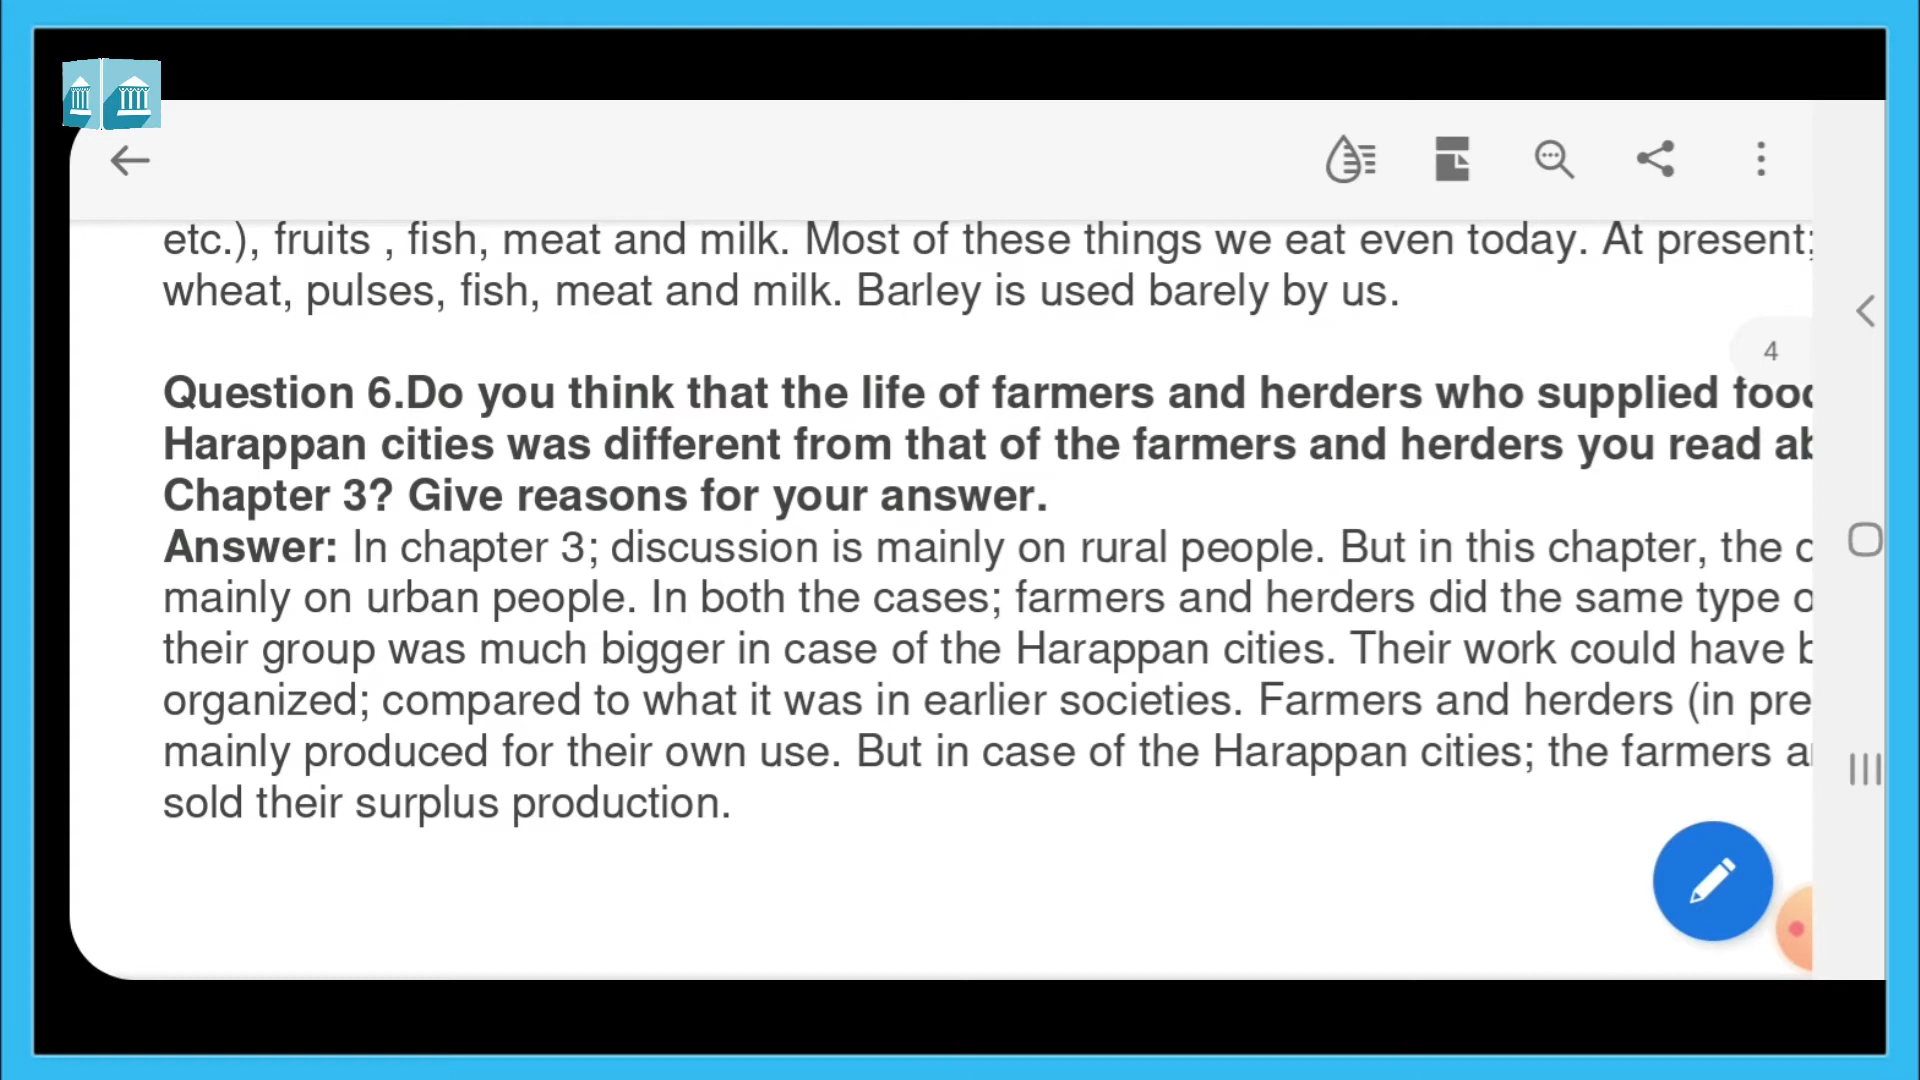 etc.), fruits , fish, meat and milk. Most of these things we eat even today. At present;
wheat, pulses, fish, meat and milk. Barley is used barely by us.
4
Question 6.Do you think that the life of farmers and herders who supplied
Harappan cities was different from that of the farmers and herders you read
Chapter 3? Give reasons for your answer.
Answer: In chapter 3; discussion is mainly on rural people. But in this chapter, the
mainly on urban people. In both the cases; farmers and herders did the same type
their group was much bigger in case of the Harappan cities. Their work could have
organized; compared to what it was in earlier societies. Farmers and herders (in
mainly produced for their own use. But in case of the Harappan cities; the farmers
sold their surplus production.